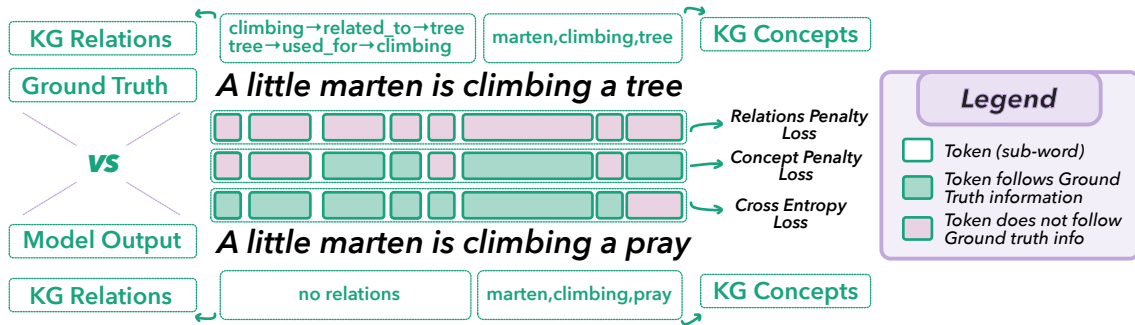 KG Relations
climbing→related_to→tree
tree→used_for→climbing
marten,climbing,tree
KG Concepts
Ground Truth
A little marten is climbing a tree
Relations Penalty
Loss
Concept Penalty
Loss
vs
Cross Entropy
Loss
Model Output
A little marten is climbing a pray
KG Relations
no relations
marten,climbing,pray
KG Concepts
Legend
Token (sub-word)
Token follows Ground
Truth information
Token does not follow
Ground truth info